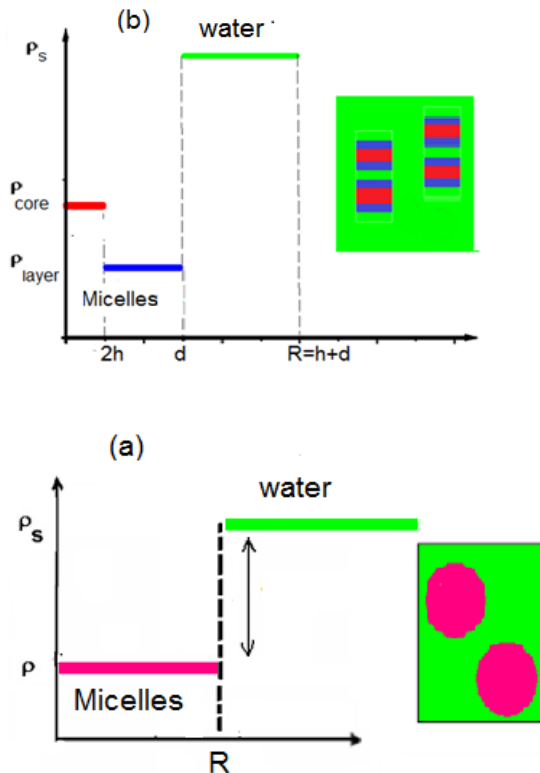 (b)
water
ρs
ρcore
ρlayer
Micelles
2h d R=h+d
(a)
water
ρs
ρ
Micelles
R